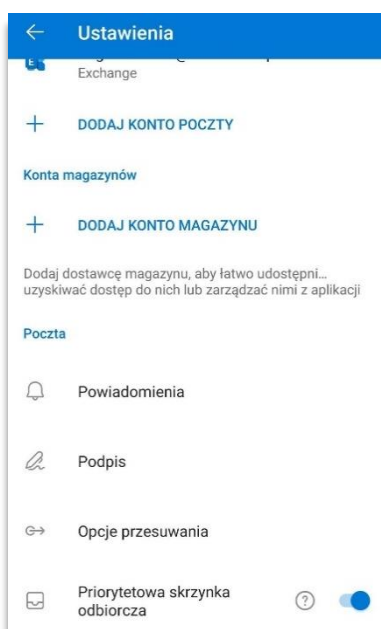 Ustawienia
Exchange
DODAJ KONTO POCZTY
Konta magazynów
DODAJ KONTO MAGAZYNU
Dodaj dostawcę magazynu, aby łatwo udostępni...
uzyskiwać dostęp do nich lub zarządzać nimi z aplikacji
Poczta
Powiadomienia
Podpis
Opcje przesuwania
Priorytetowa skrzynka
odbiorcza